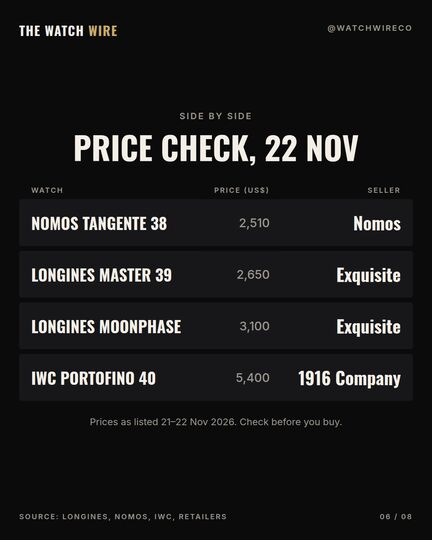 THE WATCH WIRE
@WATCHWIRECO
SIDE BY SIDE
PRICE CHECK, 22 NOV
WATCH PRICE (US$) SELLER
NOMOS TANGENTE 38 2,510 Nomos
LONGINES MASTER 39 2,650 Exquisite
LONGINES MOONPHASE 3,100 Exquisite
IWC PORTOFINO 40 5,400 1916 Company
Prices as listed 21–22 Nov 2026. Check before you buy.
SOURCE: LONGINES, NOMOS, IWC, RETAILERS
06 / 08